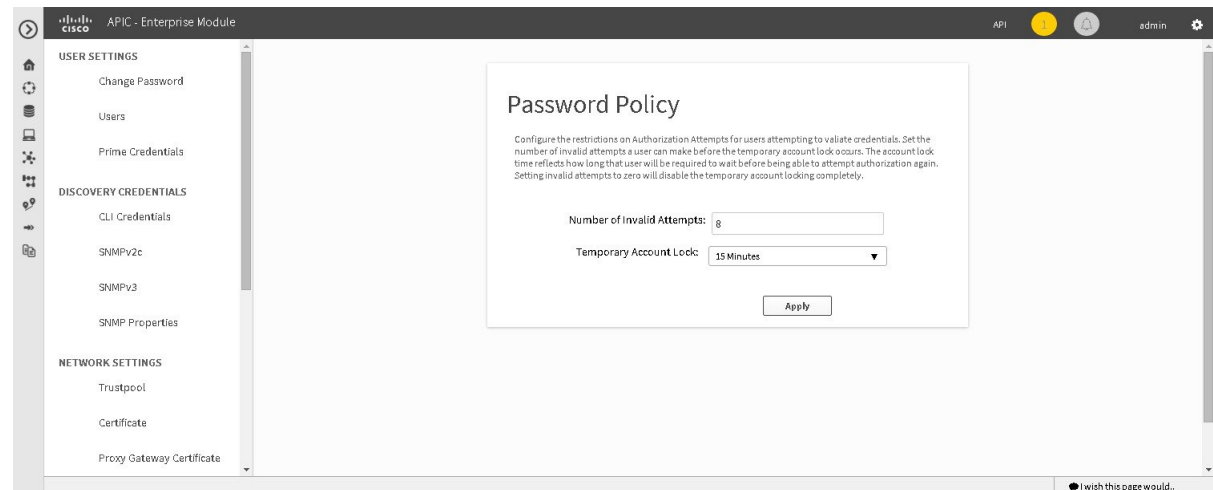 cisco
APIC - Enterprise Module
API
1
admin
USER SETTINGS
Change Password
Users
Prime Credentials
DISCOVERY CREDENTIALS
CLI Credentials
SNMPv2c
SNMPv3
SNMP Properties
NETWORK SETTINGS
Trustpool
Certificate
Proxy Gateway Certificate
Password Policy
Configure the restrictions on Authorization Attempts for users attempting to valiate credentials. Set the
number of invalid attempts a user can make before the temporary account lock occurs. The account lock
time reflects how long that user will be required to wait before being able to attempt authorization again.
Setting invalid attempts to zero will disable the temporary account locking completely.
Number of Invalid Attempts: 8
Temporary Account Lock: 15 Minutes
Apply
I wish this page would..